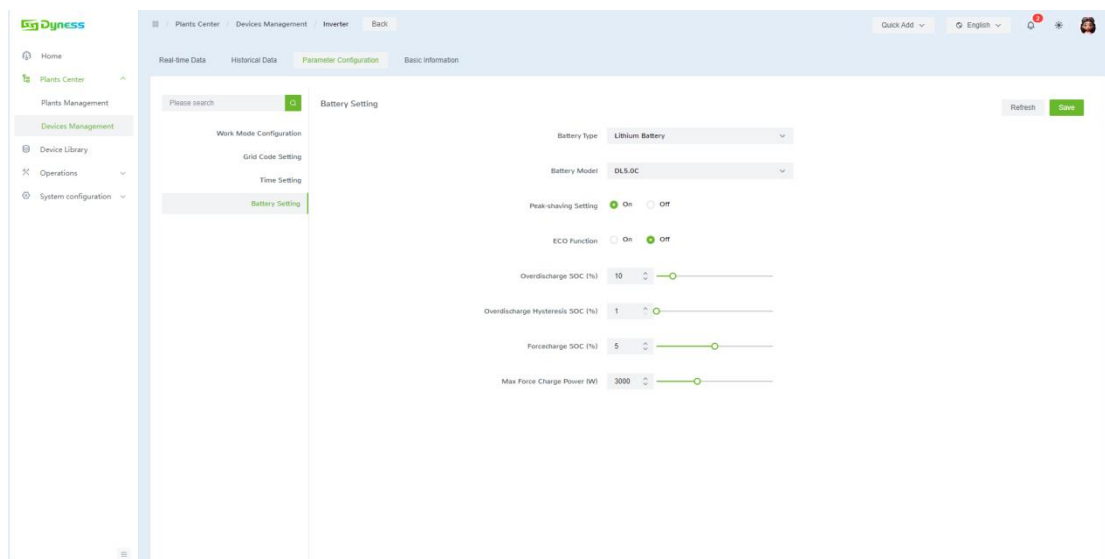 Dyness
Plants Center / Devices Management / Inverter Back
Quick Add
English
2
Home
Plants Center
Plants Management
Devices Management
Device Library
Operations
System configuration
Real-time Data Historical Data Parameter Configuration Basic Information
Please search
Work Mode Configuration
Grid Code Setting
Time Setting
Battery Setting
Battery Setting
Refresh Save
Battery Type Lithium Battery
Battery Model DL5.0C
Peak-shaving Setting On Off
ECO Function On Off
Overdischarge SOC (%) 10
Overdischarge Hysteresis SOC (%) 1
Forcecharge SOC (%) 5
Max Force Charge Power (W) 3000